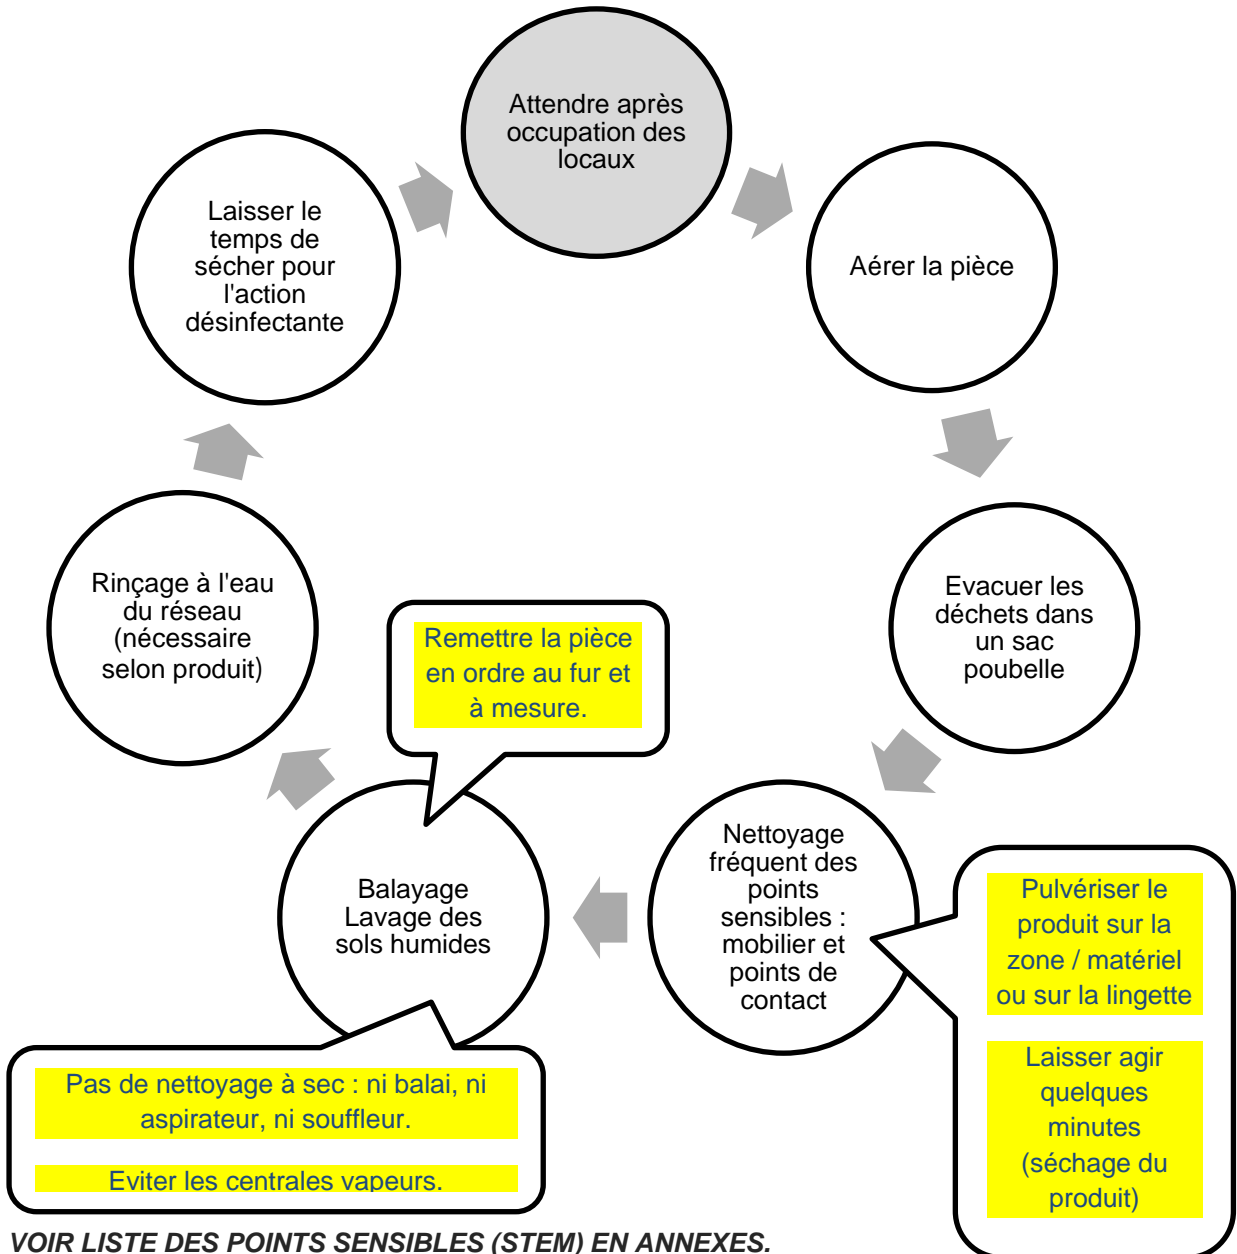 Attendre après
occupation des
locaux
Aérer la pièce
Evacuer les
déchets dans
un sac
poubelle
Nettoyage
fréquent des
points
sensibles :
mobilier et
points de
contact
Pulvériser le
produit sur la
zone / matériel
ou sur la lingette
Laisser agir
quelques
minutes
(séchage du
produit)
Balayage
Lavage des
sols humides
Remettre la pièce
en ordre au fur et
à mesure.
Pas de nettoyage à sec : ni balai, ni
aspirateur, ni souffleur.
Eviter les centrales vapeurs.
Rinçage à l'eau
du réseau
(nécessaire
selon produit)
Laisser le
temps de
sécher pour
l'action
désinfectante
VOIR LISTE DES POINTS SENSIBLES (STEM) EN ANNEXES.